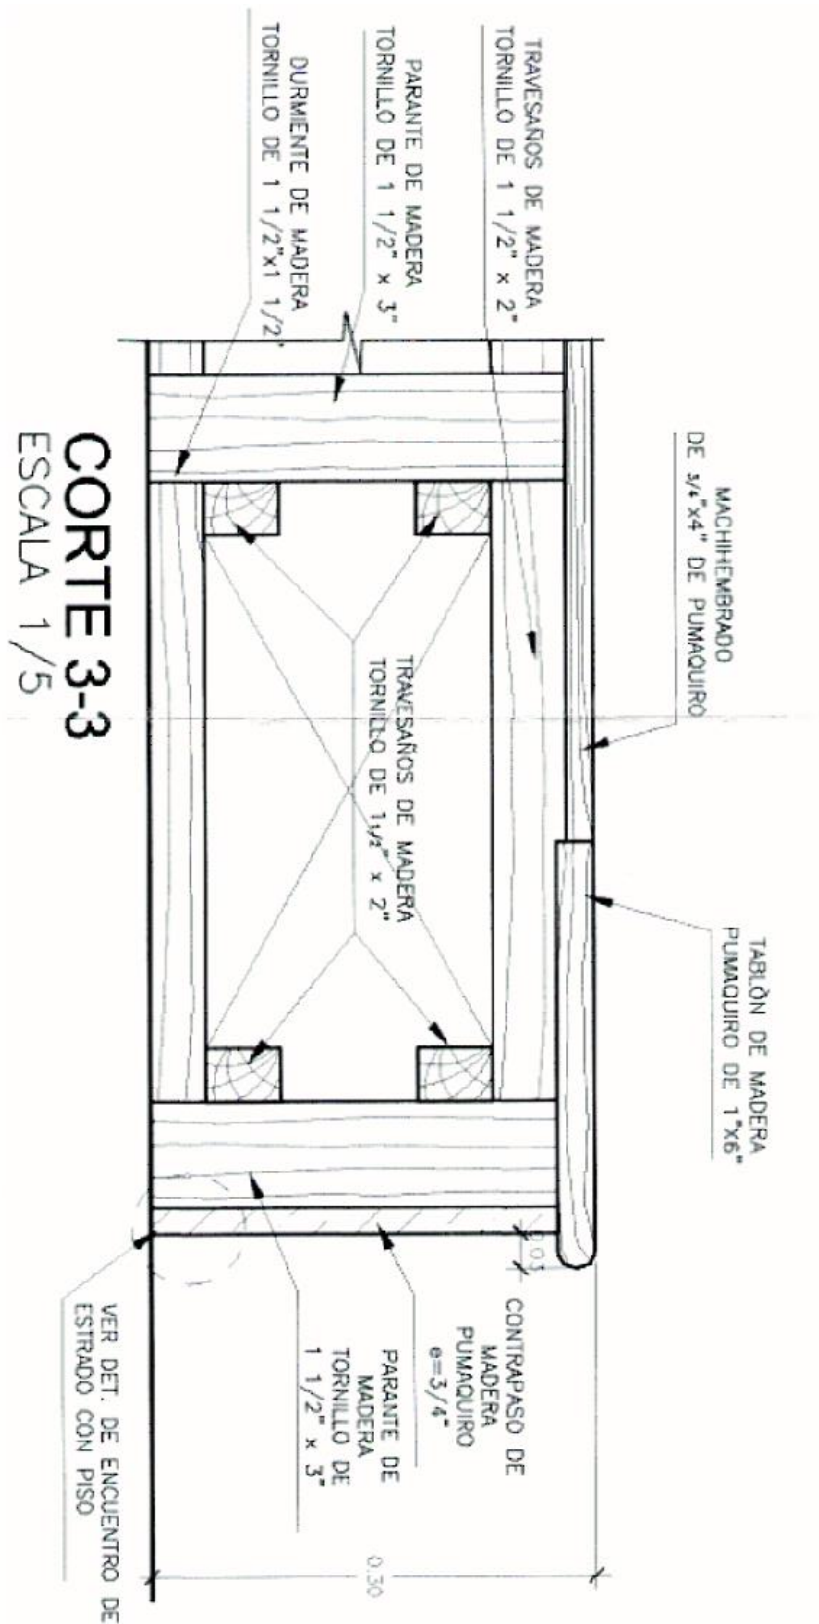 MACHIHEMBRADO
DE 3/4"x4" DE PUMAQUIRO
TABLÓN DE MADERA
PUMAQUIRO DE 1"X6"
TRAVESAÑOS DE MADERA
TORNILLO DE 1 1/2" x 2"
PARANTE DE MADERA
TORNILLO DE 1 1/2" x 3"
DURMIENTE DE MADERA
TORNILLO DE 1 1/2"x1 1/2"
TRAVESAÑOS DE MADERA
TORNILLO DE 1 1/2" x 2"
0.03
CONTRAPASO DE
MADERA
PUMAQUIRO
e=3/4"
PARANTE DE
MADERA
TORNILLO DE
1 1/2" x 3"
0.30
VER DET. DE ENCUENTRO DE
ESTRADO CON PISO
CORTE 3-3
ESCALA 1/5